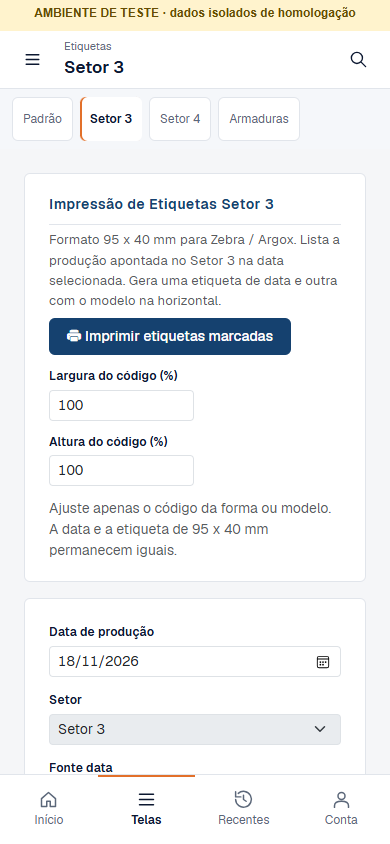 AMBIENTE DE TESTE · dados isolados de homologação
Etiquetas
Setor 3
Padrão
Setor 3
Setor 4
Armaduras
Impressão de Etiquetas Setor 3
Formato 95 x 40 mm para Zebra / Argox. Lista a
produção apontada no Setor 3 na data
selecionada. Gera uma etiqueta de data e outra
com o modelo na horizontal.
Imprimir etiquetas marcadas
Largura do código (%)
100
Altura do código (%)
100
Ajuste apenas o código da forma ou modelo.
A data e a etiqueta de 95 x 40 mm
permanecem iguais.
Data de produção
18/11/2026
Setor
Setor 3
Fonte data
Início
Telas
Recentes
Conta